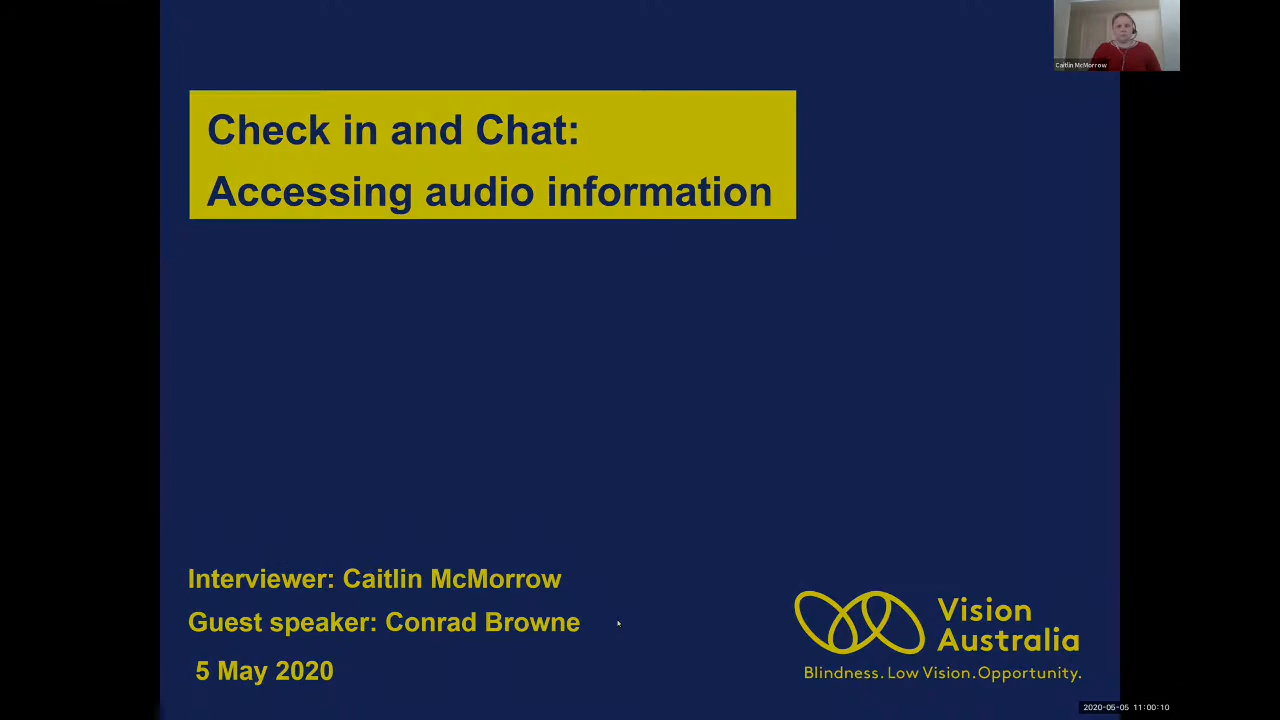 Caitlin McMorrow
Check in and Chat:
Accessing audio information
Interviewer: Caitlin McMorrow
Guest speaker: Conrad Browne
5 May 2020
Vision
Australia
Blindness. Low Vision. Opportunity.
2020-05-05 11:00:10